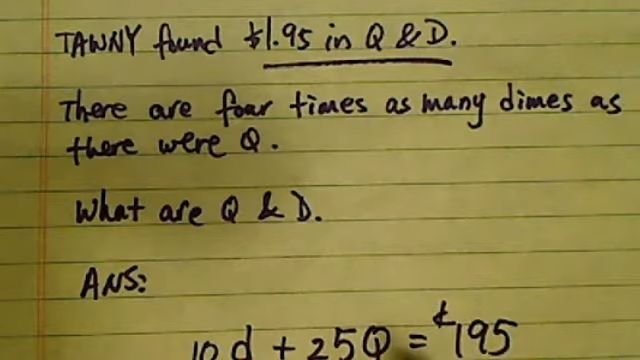 TAWNY found $1.95 in Q & D.
There are four times as many dimes as
there were Q.
What are Q & D.
ANS:
10 d + 25Q = ¢195